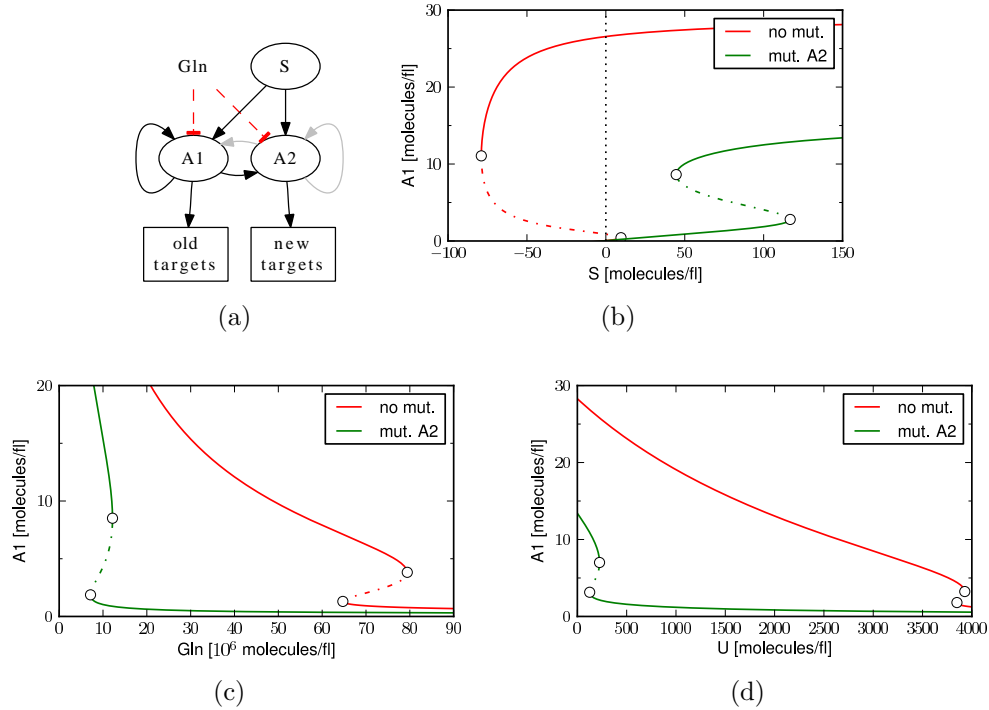 Gln
S
A1
A2
old
targets
new
targets
(a)
30
20
10
0
A1 [molecules/fl]
−100
−50
0
50
100
150
S [molecules/fl]
no mut.
mut. A2
(b)
20
10
0
A1 [molecules/fl]
0
10
20
30
40
50
60
70
80
90
Gln [10⁶ molecules/fl]
no mut.
mut. A2
(c)
30
20
10
0
A1 [molecules/fl]
0
500
1000
1500
2000
2500
3000
3500
4000
U [molecules/fl]
no mut.
mut. A2
(d)